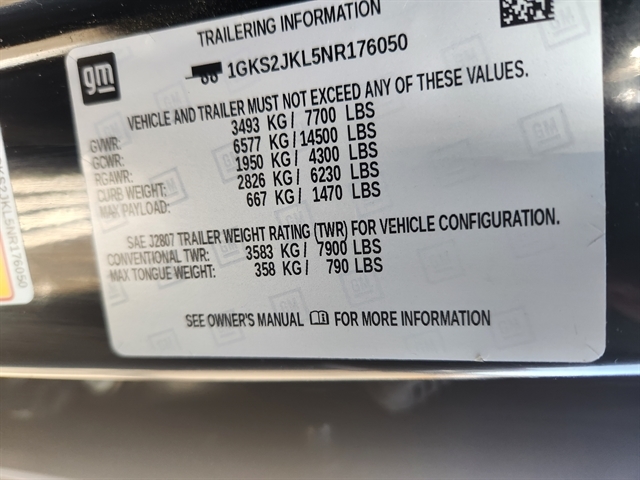 TRAILERING INFORMATION
gm
1GKS2JKL5NR176050
VEHICLE AND TRAILER MUST NOT EXCEED ANY OF THESE VALUES.
GVWR: 3493 KG / 7700 LBS
GCWR: 6577 KG / 14500 LBS
RGAWR: 1950 KG / 4300 LBS
CURB WEIGHT: 2826 KG / 6230 LBS
MAX PAYLOAD: 667 KG / 1470 LBS
SAE J2807 TRAILER WEIGHT RATING (TWR) FOR VEHICLE CONFIGURATION.
CONVENTIONAL TWR: 3583 KG / 7900 LBS
MAX TONGUE WEIGHT: 358 KG / 790 LBS
SEE OWNER'S MANUAL FOR MORE INFORMATION
KS2JKL5NR176050